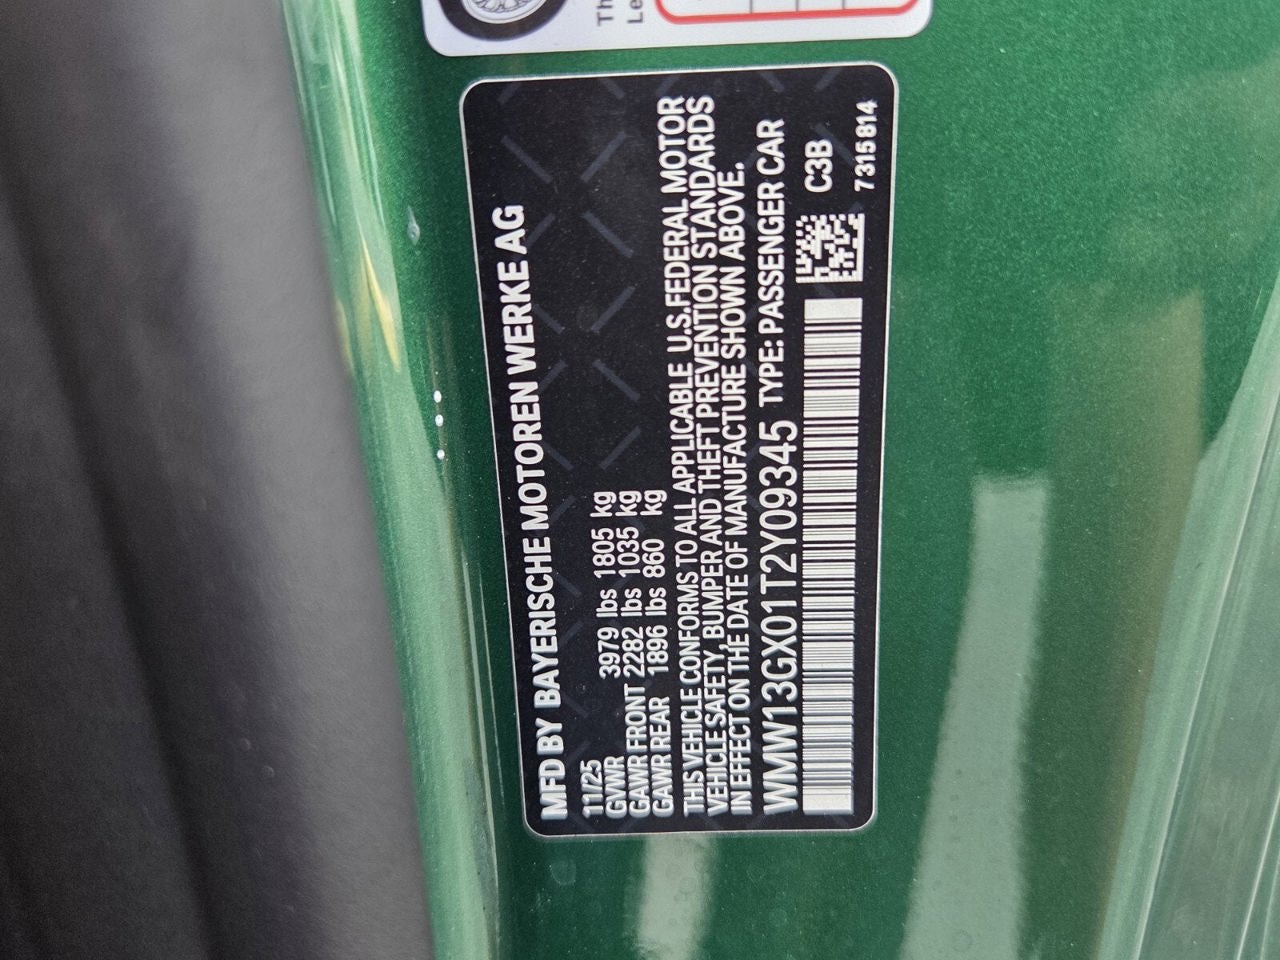 Th
Le
MFD BY BAYERISCHE MOTOREN WERKE AG
11/25
GVWR 3979 lbs 1805 kg
GAWR FRONT 2282 lbs 1035 kg
GAWR REAR 1896 lbs 860 kg
THIS VEHICLE CONFORMS TO ALL APPLICABLE U.S.FEDERAL MOTOR
VEHICLE SAFETY, BUMPER AND THEFT PREVENTION STANDARDS
IN EFFECT ON THE DATE OF MANUFACTURE SHOWN ABOVE.
WMW13GX01T2Y09345 TYPE: PASSENGER CAR
C3B
7315814